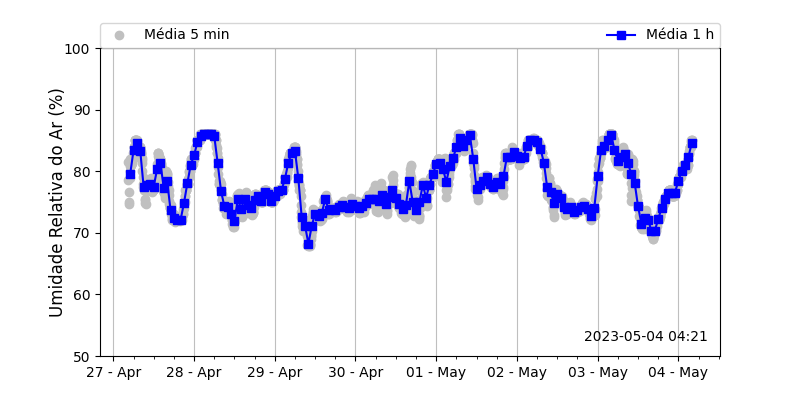 Média 5 min
Média 1 h
100
90
80
70
60
50
Umidade Relativa do Ar (%)
2023-05-04 04:21
27 - Apr
28 - Apr
29 - Apr
30 - Apr
01 - May
02 - May
03 - May
04 - May